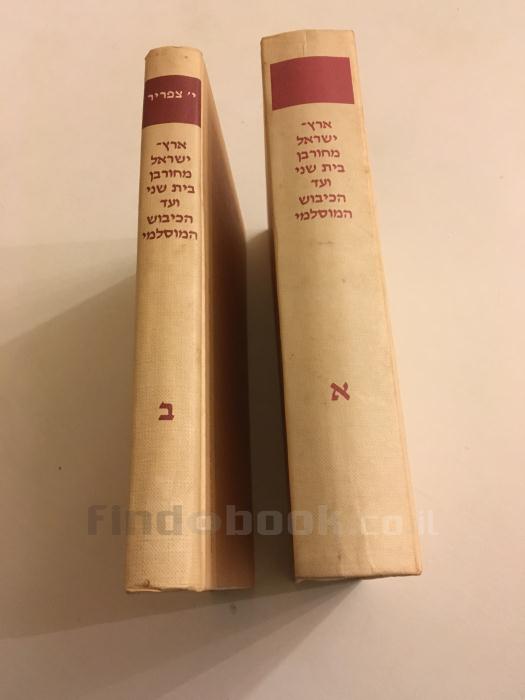 י׳ צפריר
ארץ-
ישראל
מחורבן
בית שני
ועד
הכיבוש
המוסלמי
ב
ארץ-
ישראל
מחורבן
בית שני
ועד
הכיבוש
המוסלמי
א
findabook.co.il